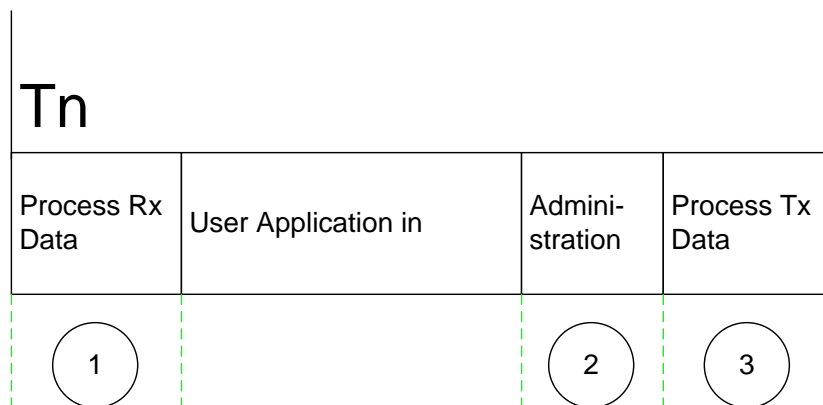 Tn
Process Rx
Data
User Application in
Admini-
stration
Process Tx
Data
1
2
3